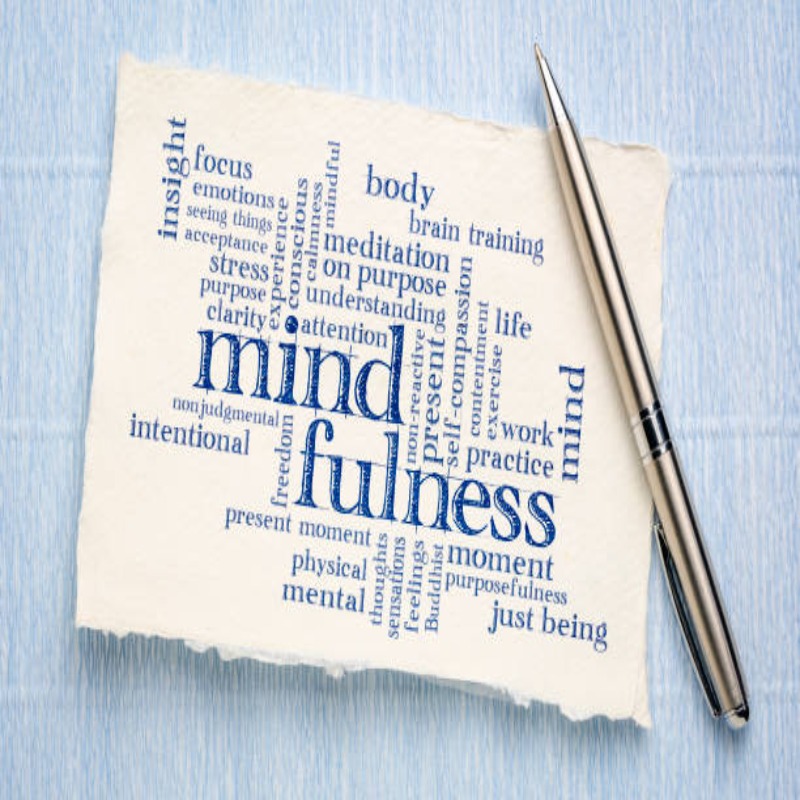 insight
focus
emotions
seeing things
acceptance
stress
purpose
clarity
experience
conscious
calmness
mindful
body
brain training
meditation
on purpose
understanding
attention
life
mind
fulness
nonjudgmental
intentional
freedom
non-reactive
present
self-compassion
contentment
exercise
work
practice
mind
present moment
physical
mental
thoughts
sensations
feelings
Buddhist
moment
purposefulness
just being